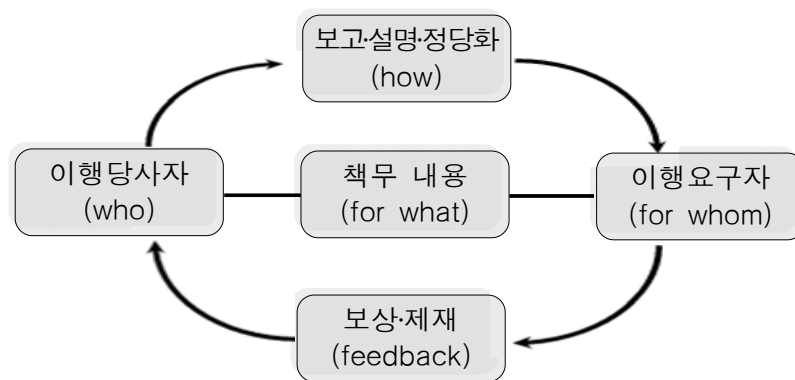 보고·설명·정당화
(how)
이행당사자
(who)
책무 내용
(for what)
이행요구자
(for whom)
보상·제재
(feedback)